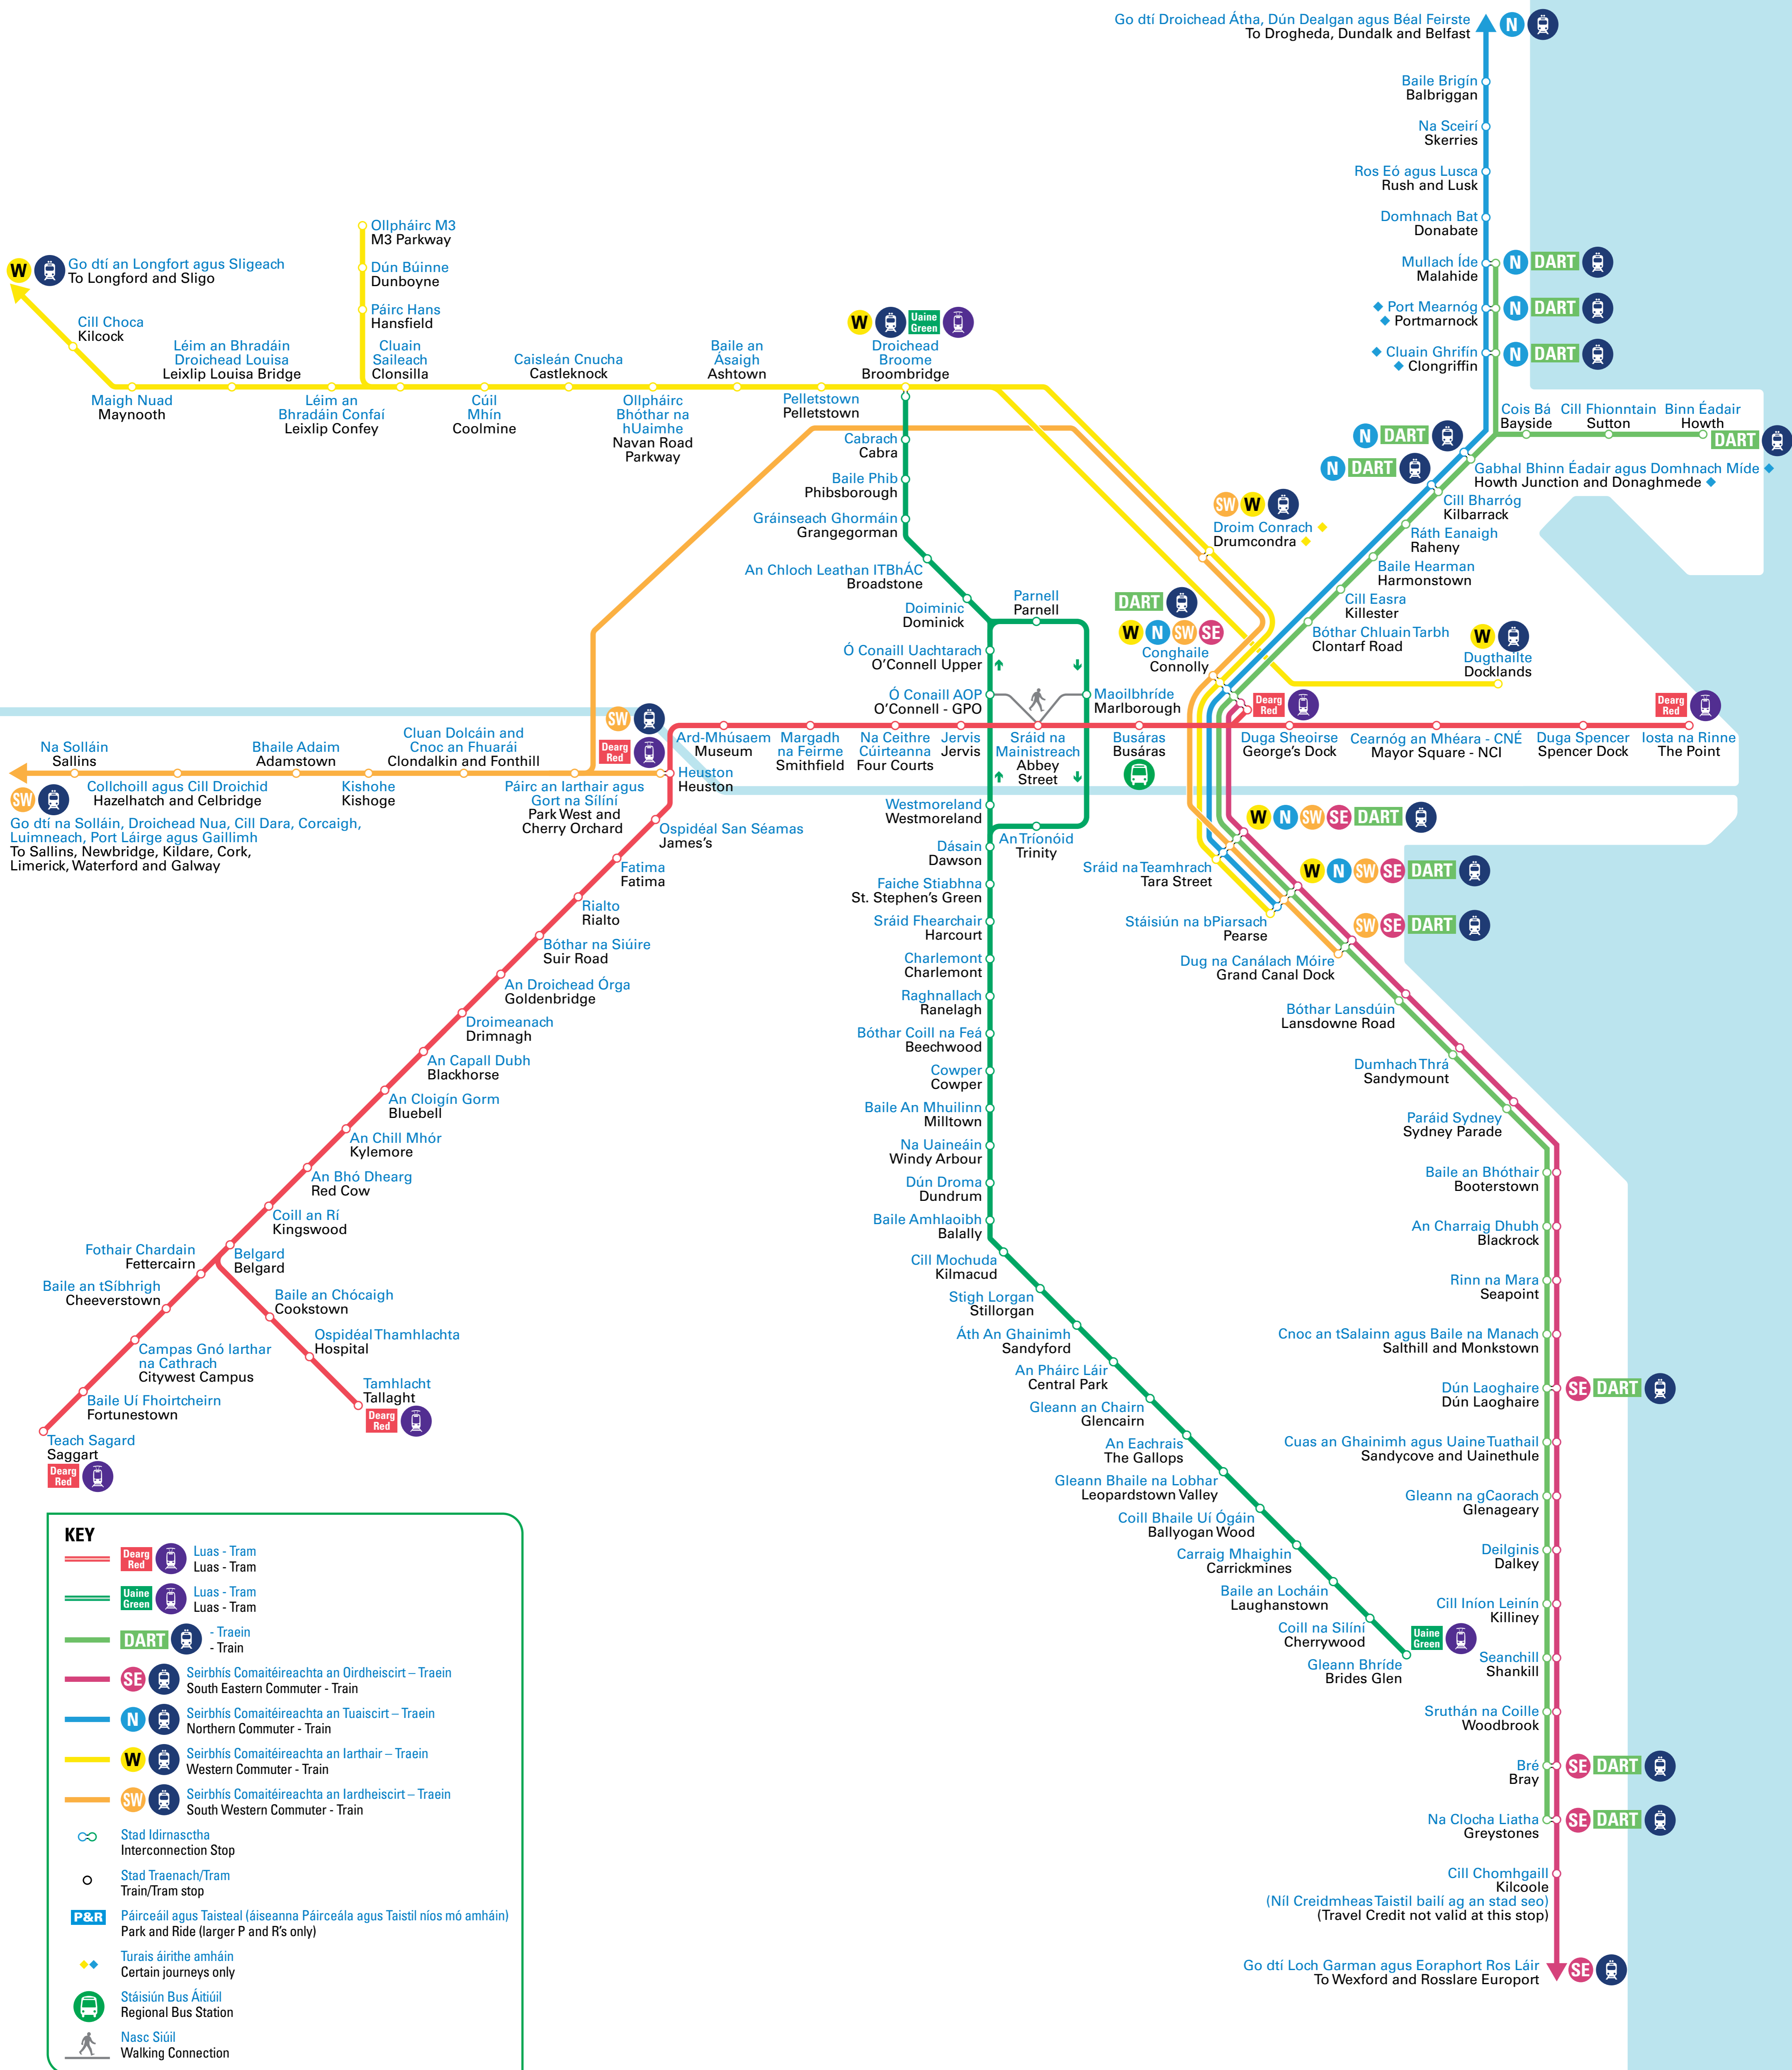 Go dtí Droichead Átha, Dún Dealgan agus Béal Feirste
To Drogheda, Dundalk and Belfast
N
Baile Brigín
Balbriggan
Na Sceirí
Skerries
Ros Eó agus Lusca
Rush and Lusk
Domhnach Bat
Donabate
Mullach Íde
Malahide
N DART
Port Mearnóg
Portmarnock
N DART
Cluain Ghrifín
Clongriffin
N DART
Ollpháirc M3
M3 Parkway
Dún Búinne
Dunboyne
Páirc Hans
Hansfield
W
Go dtí an Longfort agus Sligeach
To Longford and Sligo
Cill Choca
Kilcock
Maigh Nuad
Maynooth
Léim an Bhradáin
Droichead Louisa
Leixlip Louisa Bridge
Léim an
Bhradáin Confaí
Leixlip Confey
Cluain
Saileach
Clonsilla
Cúil
Mhín
Coolmine
Caisleán Cnucha
Castleknock
Ollpháirc
Bhóthar na
hUaimhe
Navan Road
Parkway
Baile an
Ásaigh
Ashtown
Pelletstown
Pelletstown
W Uaine
Green
Droichead
Broome
Broombridge
Cabrach
Cabra
Baile Phib
Phibsborough
Gráinseach Ghormáin
Grangegorman
An Chloch Leathan ITBhÁC
Broadstone
Doiminic
Dominick
Parnell
Parnell
Ó Conaill Uachtarach
O'Connell Upper
Ó Conaill AOP
O'Connell - GPO
Maoilbhríde
Marlborough
Cois Bá
Bayside
Cill Fhionntain
Sutton
Binn Éadair
Howth
DART
N DART
N DART
Gabhal Bhinn Éadair agus Domhnach Míde
Howth Junction and Donaghmede
Cill Bharróg
Kilbarrack
Ráth Eanaigh
Raheny
Baile Hearman
Harmonstown
Cill Easra
Killester
Bóthar Chluain Tarbh
Clontarf Road
SW W
Droim Conrach
Drumcondra
DART
W N SW SE
Conghaile
Connolly
W
Dugthailte
Docklands
Dearg
Red
Dearg
Red
SW
Dearg
Red
Na Solláin
Sallins
Collchoill agus Cill Droichid
Hazelhatch and Celbridge
Bhaile Adaim
Adamstown
Kishohe
Kishoge
Cluan Dolcáin and
Cnoc an Fhuarái
Clondalkin and Fonthill
Páirc an Iarthair agus
Gort na Silíní
Park West and
Cherry Orchard
SW
Go dtí na Solláin, Droichead Nua, Cill Dara, Corcaigh,
Luimneach, Port Láirge agus Gaillimh
To Sallins, Newbridge, Kildare, Cork,
Limerick, Waterford and Galway
Heuston
Heuston
Ard-Mhúsaem
Museum
Margadh
na Feirme
Smithfield
Na Ceithre
Cúirteanna
Four Courts
Jervis
Jervis
Sráid na
Mainistreach
Abbey
Street
Busáras
Busáras
Duga Sheoirse
George's Dock
Cearnóg an Mhéara - CNÉ
Mayor Square - NCI
Duga Spencer
Spencer Dock
Iosta na Rinne
The Point
Ospidéal San Séamas
James's
Fatima
Fatima
Rialto
Rialto
Bóthar na Siúire
Suir Road
An Droichead Órga
Goldenbridge
Droimeanach
Drimnagh
An Capall Dubh
Blackhorse
An Cloigín Gorm
Bluebell
An Chill Mhór
Kylemore
An Bhó Dhearg
Red Cow
Coill an Rí
Kingswood
Belgard
Belgard
Fothair Chardain
Fettercairn
Baile an tSíbhrigh
Cheeverstown
Campas Gnó Iarthar
na Cathrach
Citywest Campus
Baile Uí Fhoirtcheirn
Fortunestown
Teach Sagard
Saggart
Dearg
Red
Baile an Chócaigh
Cookstown
Ospidéal Thamhlachta
Hospital
Tamhlacht
Tallaght
Dearg
Red
Westmoreland
Westmoreland
An Tríonóid
Trinity
Dásain
Dawson
Faiche Stiabhna
St. Stephen's Green
Sráid Fhearchair
Harcourt
Charlemont
Charlemont
Raghnallach
Ranelagh
Bóthar Coill na Feá
Beechwood
Cowper
Cowper
Baile An Mhuilinn
Milltown
Na Uaineáin
Windy Arbour
Dún Droma
Dundrum
Baile Amhlaoibh
Balally
Cill Mochuda
Kilmacud
Stigh Lorgan
Stillorgan
Áth An Ghainimh
Sandyford
An Pháirc Láir
Central Park
Gleann an Chairn
Glencairn
An Eachrais
The Gallops
Gleann Bhaile na Lobhar
Leopardstown Valley
Coill Bhaile Uí Ógáin
Ballyogan Wood
Carraig Mhaighin
Carrickmines
Baile an Locháin
Laughanstown
Coill na Silíní
Cherrywood
Gleann Bhríde
Brides Glen
Uaine
Green
W N SW SE DART
Sráid na Teamhrach
Tara Street
W N SW SE DART
Stáisiún na bPiarsach
Pearse
SW SE DART
Dug na Canálach Móire
Grand Canal Dock
Bóthar Lansdúin
Lansdowne Road
Dumhach Thrá
Sandymount
Paráid Sydney
Sydney Parade
Baile an Bhóthair
Booterstown
An Charraig Dhubh
Blackrock
Rinn na Mara
Seapoint
Cnoc an tSalainn agus Baile na Manach
Salthill and Monkstown
Dún Laoghaire
Dún Laoghaire
SE DART
Cuas an Ghainimh agus Uaine Tuathail
Sandycove and Uainethule
Gleann na gCaorach
Glenageary
Deilginis
Dalkey
Cill Iníon Leinín
Killiney
Seanchill
Shankill
Sruthán na Coille
Woodbrook
Bré
Bray
SE DART
Na Clocha Liatha
Greystones
SE DART
Cill Chomhgaill
Kilcoole
(Níl Creidmheas Taistil bailí ag an stad seo)
(Travel Credit not valid at this stop)
Go dtí Loch Garman agus Eoraphort Ros Láir
To Wexford and Rosslare Europort
SE
KEY
Dearg
Red
Luas - Tram
Luas - Tram
Uaine
Green
Luas - Tram
Luas - Tram
DART
- Traein
- Train
SE
Seirbhís Comaitéireachta an Oirdheiscirt – Traein
South Eastern Commuter - Train
N
Seirbhís Comaitéireachta an Tuaiscirt – Traein
Northern Commuter - Train
W
Seirbhís Comaitéireachta an Iarthair – Traein
Western Commuter - Train
SW
Seirbhís Comaitéireachta an Iardheiscirt – Traein
South Western Commuter - Train
Stad Idirnasctha
Interconnection Stop
Stad Traenach/Tram
Train/Tram stop
P&R
Páirceáil agus Taisteal (áiseanna Páirceála agus Taistil níos mó amháin)
Park and Ride (larger P and R's only)
Turais áirithe amháin
Certain journeys only
Stáisiún Bus Áitiúil
Regional Bus Station
Nasc Siúil
Walking Connection